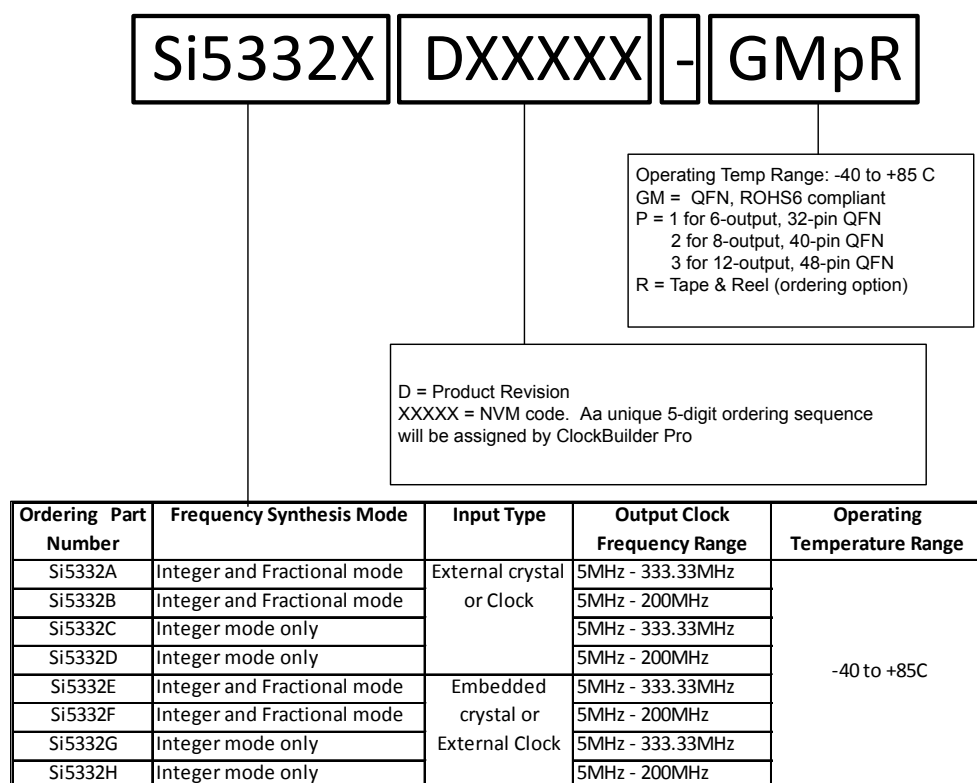 Si5332X DXXXXX - GMpR
Operating Temp Range: -40 to +85 C
GM = QFN, ROHS6 compliant
P = 1 for 6-output, 32-pin QFN
2 for 8-output, 40-pin QFN
3 for 12-output, 48-pin QFN
R = Tape & Reel (ordering option)
D = Product Revision
XXXXX = NVM code. Aa unique 5-digit ordering sequence
will be assigned by ClockBuilder Pro
Ordering Part Number Frequency Synthesis Mode Input Type Output Clock Frequency Range Operating Temperature Range
Si5332A Integer and Fractional mode External crystal 5MHz - 333.33MHz
Si5332B Integer and Fractional mode or Clock 5MHz - 200MHz
Si5332C Integer mode only 5MHz - 333.33MHz
Si5332D Integer mode only 5MHz - 200MHz
-40 to +85C
Si5332E Integer and Fractional mode Embedded 5MHz - 333.33MHz
Si5332F Integer and Fractional mode crystal or 5MHz - 200MHz
Si5332G Integer mode only External Clock 5MHz - 333.33MHz
Si5332H Integer mode only 5MHz - 200MHz